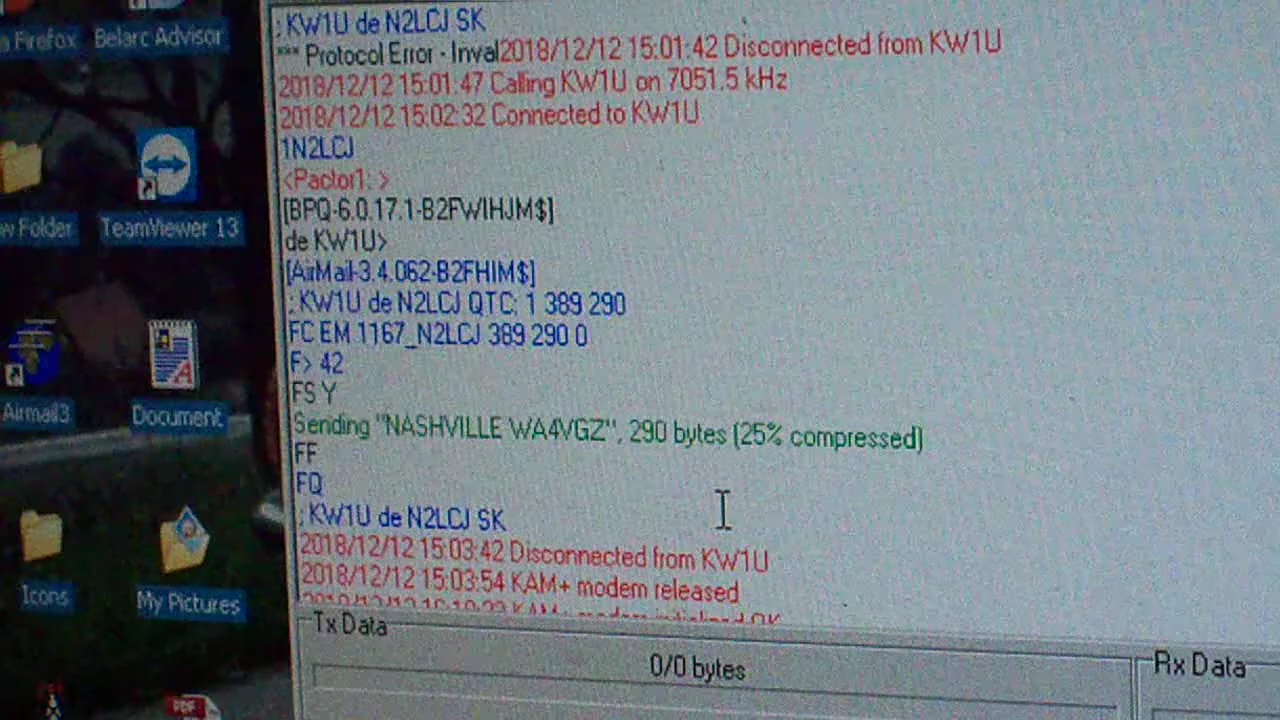 Firefox
Belarc Advisor
w Folder
TeamViewer 13
Airmail3
Document
Icons
My Pictures
PDF
; KW1U de N2LCJ SK
*** Protocol Error - Inval2018/12/12 15:01:42 Disconnected from KW1U
2018/12/12 15:01:47 Calling KW1U on 7051.5 kHz
2018/12/12 15:02:32 Connected to KW1U
1N2LCJ
<Pactor1: >
[BPQ-6.0.17.1-B2FWIHJM$]
de KW1U>
[AirMail-3.4.062-B2FHIM$]
; KW1U de N2LCJ QTC: 1 389 290
FC EM 1167_N2LCJ 389 290 0
F> 42
FS Y
Sending "NASHVILLE WA4VGZ", 290 bytes (25% compressed)
FF
FQ
; KW1U de N2LCJ SK
2018/12/12 15:03:42 Disconnected from KW1U
2018/12/12 15:03:54 KAM+ modem released
Tx Data
0/0 bytes
Rx Data